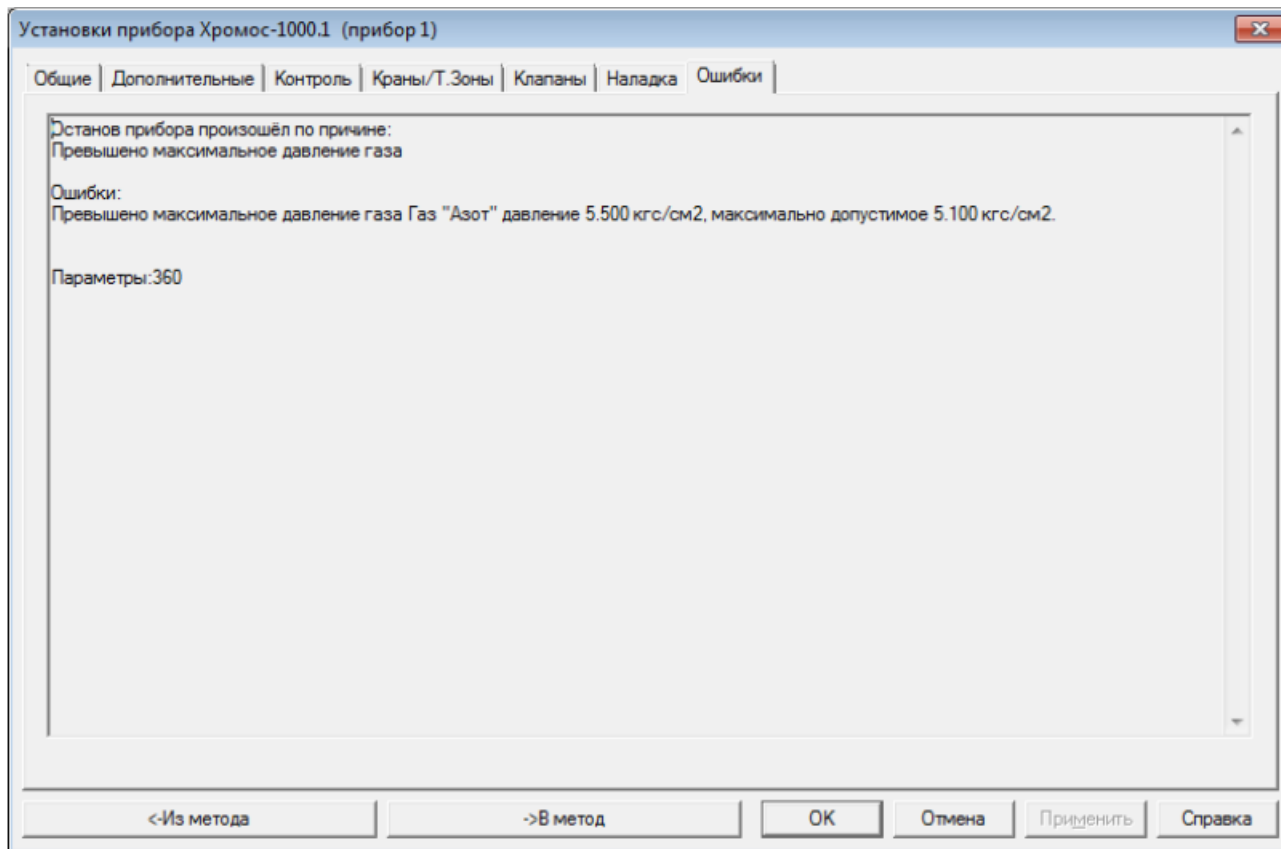 Установки прибора Хромос-1000.1 (прибор 1)
Общие Дополнительные Контроль Краны/Т.Зоны Клапаны Наладка Ошибки
Останов прибора произошёл по причине:
Превышено максимальное давление газа
Ошибки:
Превышено максимальное давление газа Газ "Азот" давление 5.500 кгс/см2, максимально допустимое 5.100 кгс/см2.
Параметры:360
<-Из метода ->В метод OK Отмена Применить Справка